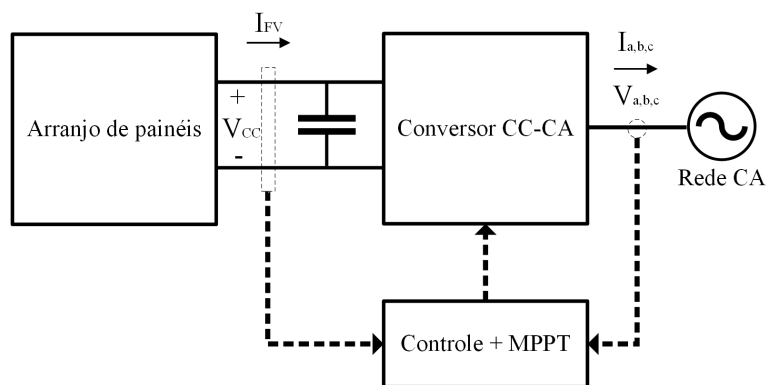 I_FV
+
V_CC
-
Arranjo de painéis
Conversor CC-CA
I_a,b,c
V_a,b,c
Rede CA
Controle + MPPT